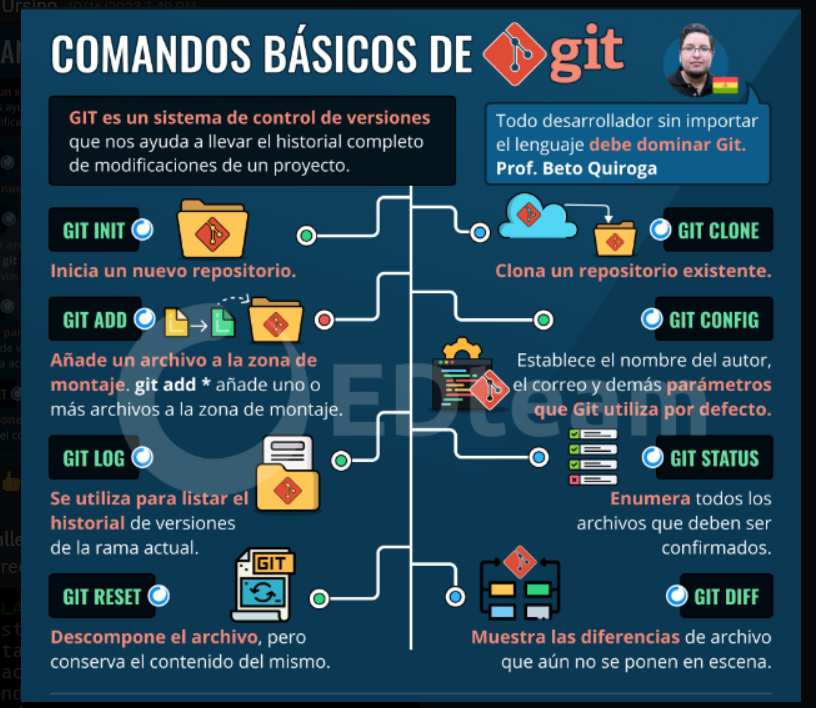 COMANDOS BÁSICOS DE git
GIT es un sistema de control de versiones
que nos ayuda a llevar el historial completo
de modificaciones de un proyecto.
Todo desarrollador sin importar
el lenguaje debe dominar Git.
Prof. Beto Quiroga
GIT INIT
Inicia un nuevo repositorio.
GIT CLONE
Clona un repositorio existente.
GIT ADD
Añade un archivo a la zona de
montaje. git add * añade uno o
más archivos a la zona de montaje.
GIT CONFIG
Establece el nombre del autor,
el correo y demás parámetros
que Git utiliza por defecto.
EDteam
GIT LOG
Se utiliza para listar el
historial de versiones
de la rama actual.
GIT STATUS
Enumera todos los
archivos que deben ser
confirmados.
GIT RESET
GIT
Descompone el archivo, pero
conserva el contenido del mismo.
GIT DIFF
Muestra las diferencias de archivo
que aún no se ponen en escena.